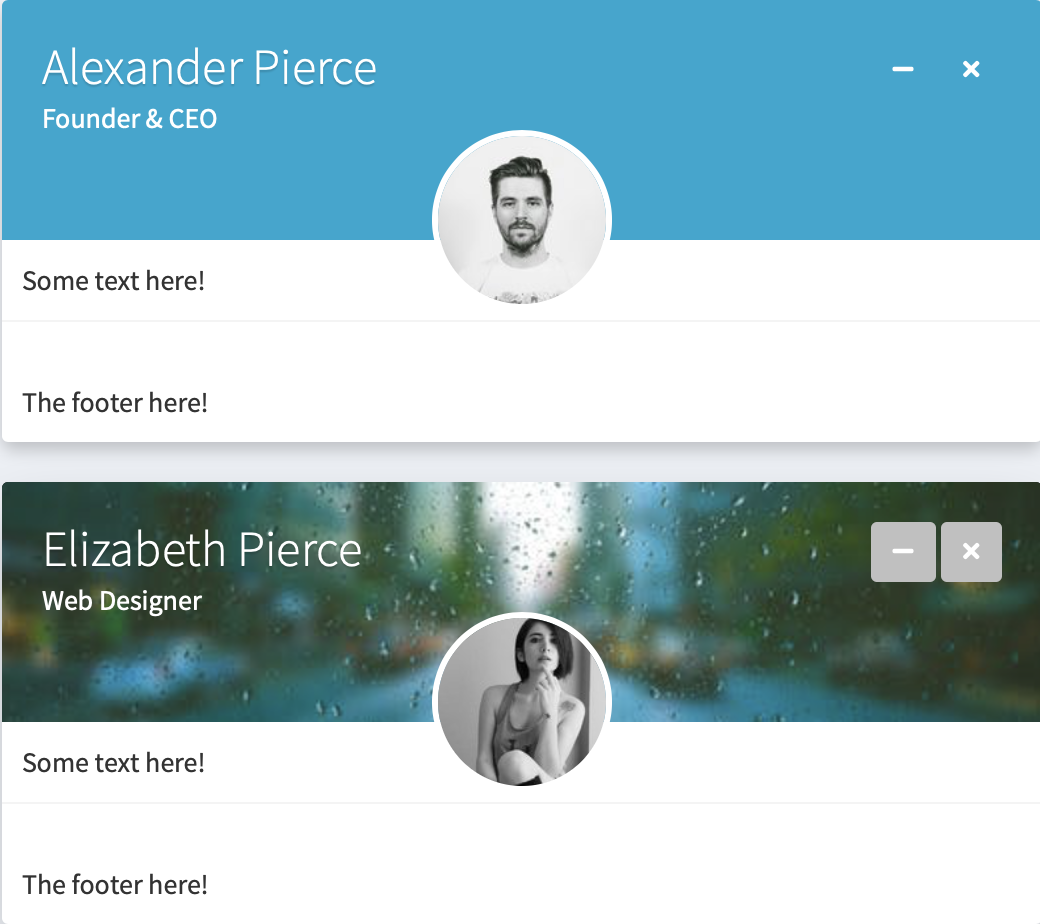 Alexander Pierce
Founder & CEO
Some text here!
The footer here!
Elizabeth Pierce
Web Designer
Some text here!
The footer here!